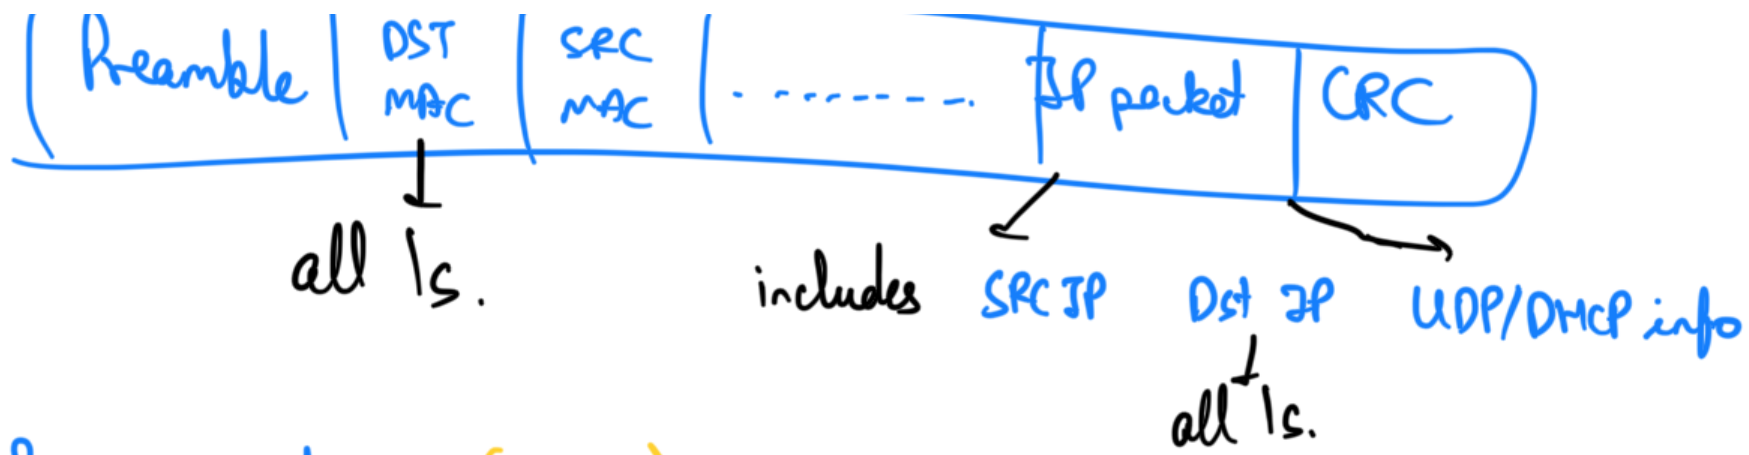 Preamble DST MAC SRC MAC - - - - - - - - - . IP packet CRC
all 1s.
includes SRC IP Dst IP UDP/DHCP info
all 1s.